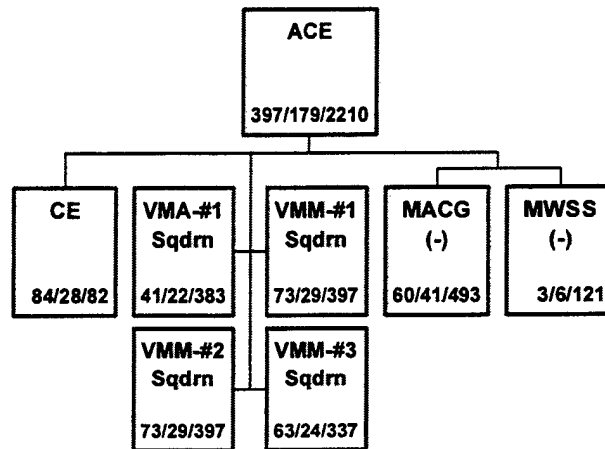 ACE
397/179/2210
CE
84/28/82
VMA-#1
Sqdrn
41/22/383
VMM-#1
Sqdrn
73/29/397
MACG
(-)
60/41/493
MWSS
(-)
3/6/121
VMM-#2
Sqdrn
73/29/397
VMM-#3
Sqdrn
63/24/337